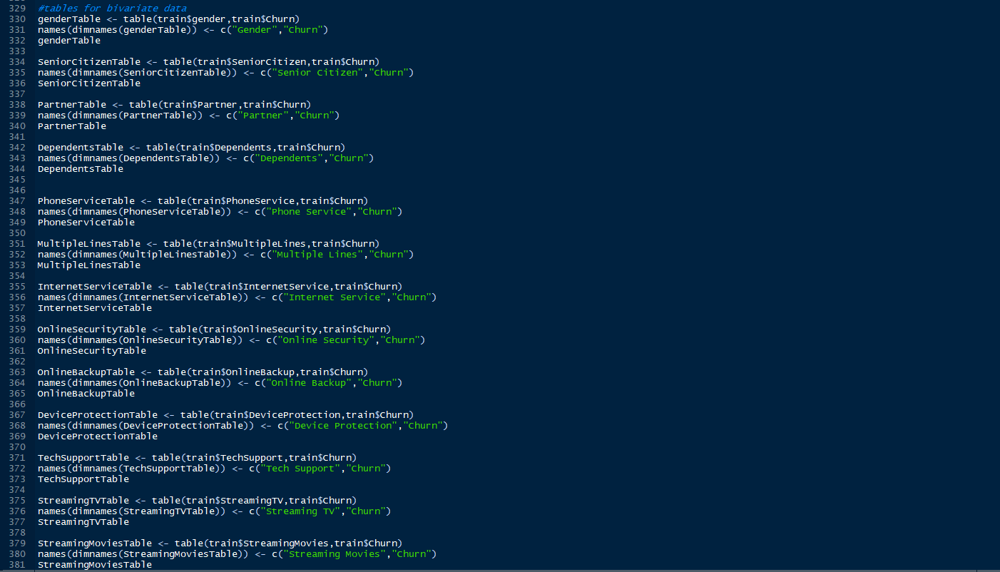 329 #tables for bivariate data
330 genderTable <- table(train$gender,train$Churn)
331 names(dimnames(genderTable)) <- c("Gender","Churn")
332 genderTable
333
334 SeniorCitizenTable <- table(train$SeniorCitizen,train$Churn)
335 names(dimnames(SeniorCitizenTable)) <- c("Senior Citizen","Churn")
336 SeniorCitizenTable
337
338 PartnerTable <- table(train$Partner,train$Churn)
339 names(dimnames(PartnerTable)) <- c("Partner","Churn")
340 PartnerTable
341
342 DependentsTable <- table(train$Dependents,train$Churn)
343 names(dimnames(DependentsTable)) <- c("Dependents","Churn")
344 DependentsTable
345
346
347 PhoneServiceTable <- table(train$PhoneService,train$Churn)
348 names(dimnames(PhoneServiceTable)) <- c("Phone Service","Churn")
349 PhoneServiceTable
350
351 MultipleLinesTable <- table(train$MultipleLines,train$Churn)
352 names(dimnames(MultipleLinesTable)) <- c("Multiple Lines","Churn")
353 MultipleLinesTable
354
355 InternetServiceTable <- table(train$InternetService,train$Churn)
356 names(dimnames(InternetServiceTable)) <- c("Internet Service","Churn")
357 InternetServiceTable
358
359 OnlineSecurityTable <- table(train$OnlineSecurity,train$Churn)
360 names(dimnames(OnlineSecurityTable)) <- c("Online Security","Churn")
361 OnlineSecurityTable
362
363 OnlineBackupTable <- table(train$OnlineBackup,train$Churn)
364 names(dimnames(OnlineBackupTable)) <- c("Online Backup","Churn")
365 OnlineBackupTable
366
367 DeviceProtectionTable <- table(train$DeviceProtection,train$Churn)
368 names(dimnames(DeviceProtectionTable)) <- c("Device Protection","Churn")
369 DeviceProtectionTable
370
371 TechSupportTable <- table(train$TechSupport,train$Churn)
372 names(dimnames(TechSupportTable)) <- c("Tech Support","Churn")
373 TechSupportTable
374
375 StreamingTVTable <- table(train$StreamingTV,train$Churn)
376 names(dimnames(StreamingTVTable)) <- c("Streaming TV","Churn")
377 StreamingTVTable
378
379 StreamingMoviesTable <- table(train$StreamingMovies,train$Churn)
380 names(dimnames(StreamingMoviesTable)) <- c("Streaming Movies","Churn")
381 StreamingMoviesTable